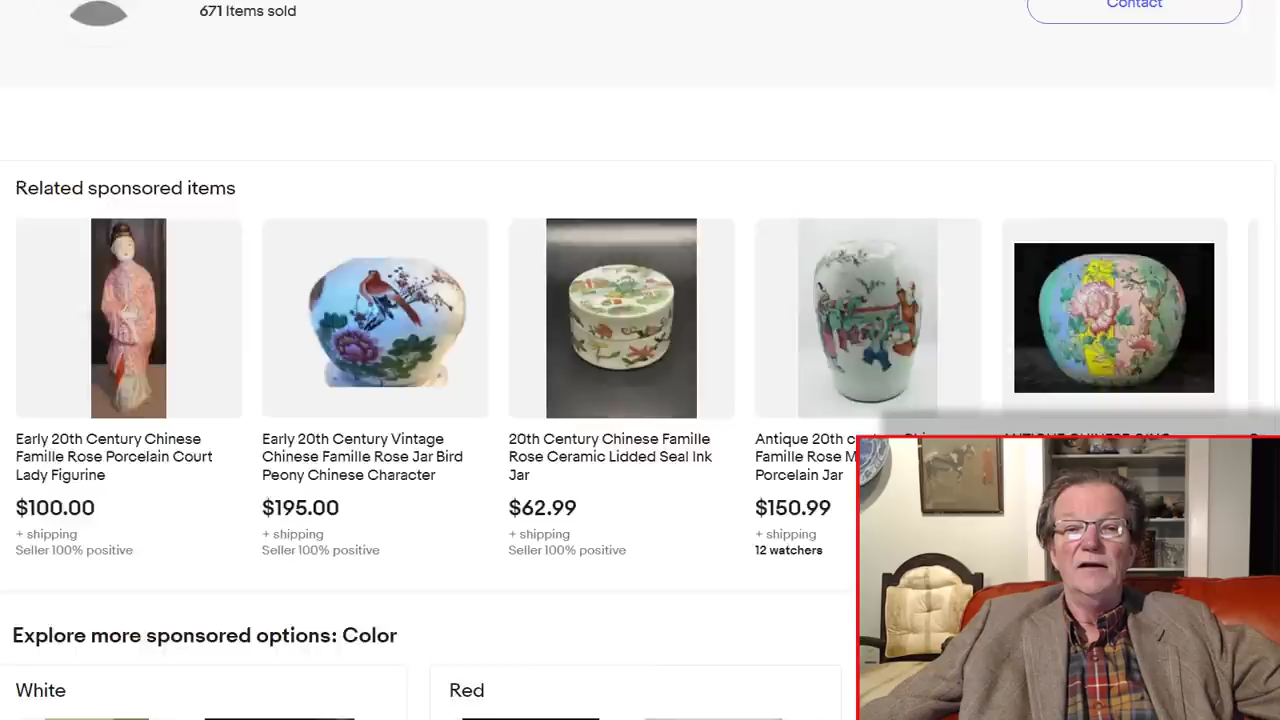 671 Items sold
Contact
Related sponsored items
Early 20th Century Chinese
Famille Rose Porcelain Court
Lady Figurine
$100.00
+ shipping
Seller 100% positive
Early 20th Century Vintage
Chinese Famille Rose Jar Bird
Peony Chinese Character
$195.00
+ shipping
Seller 100% positive
20th Century Chinese Famille
Rose Ceramic Lidded Seal Ink
Jar
$62.99
+ shipping
Seller 100% positive
Antique 20th
Famille Rose
Porcelain Jar
$150.99
+ shipping
12 watchers
Explore more sponsored options: Color
White
Red